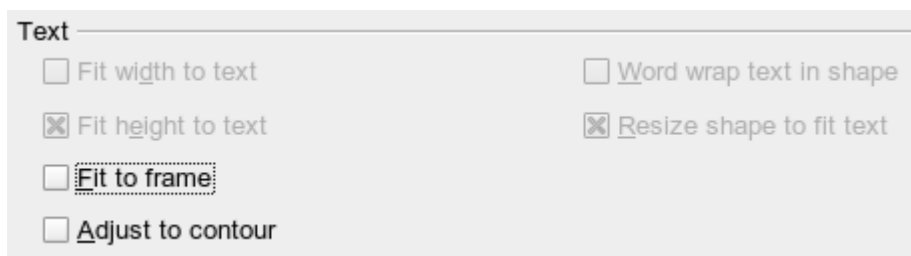 Text
Fit width to text
Word wrap text in shape
Fit height to text
Resize shape to fit text
Fit to frame
Adjust to contour